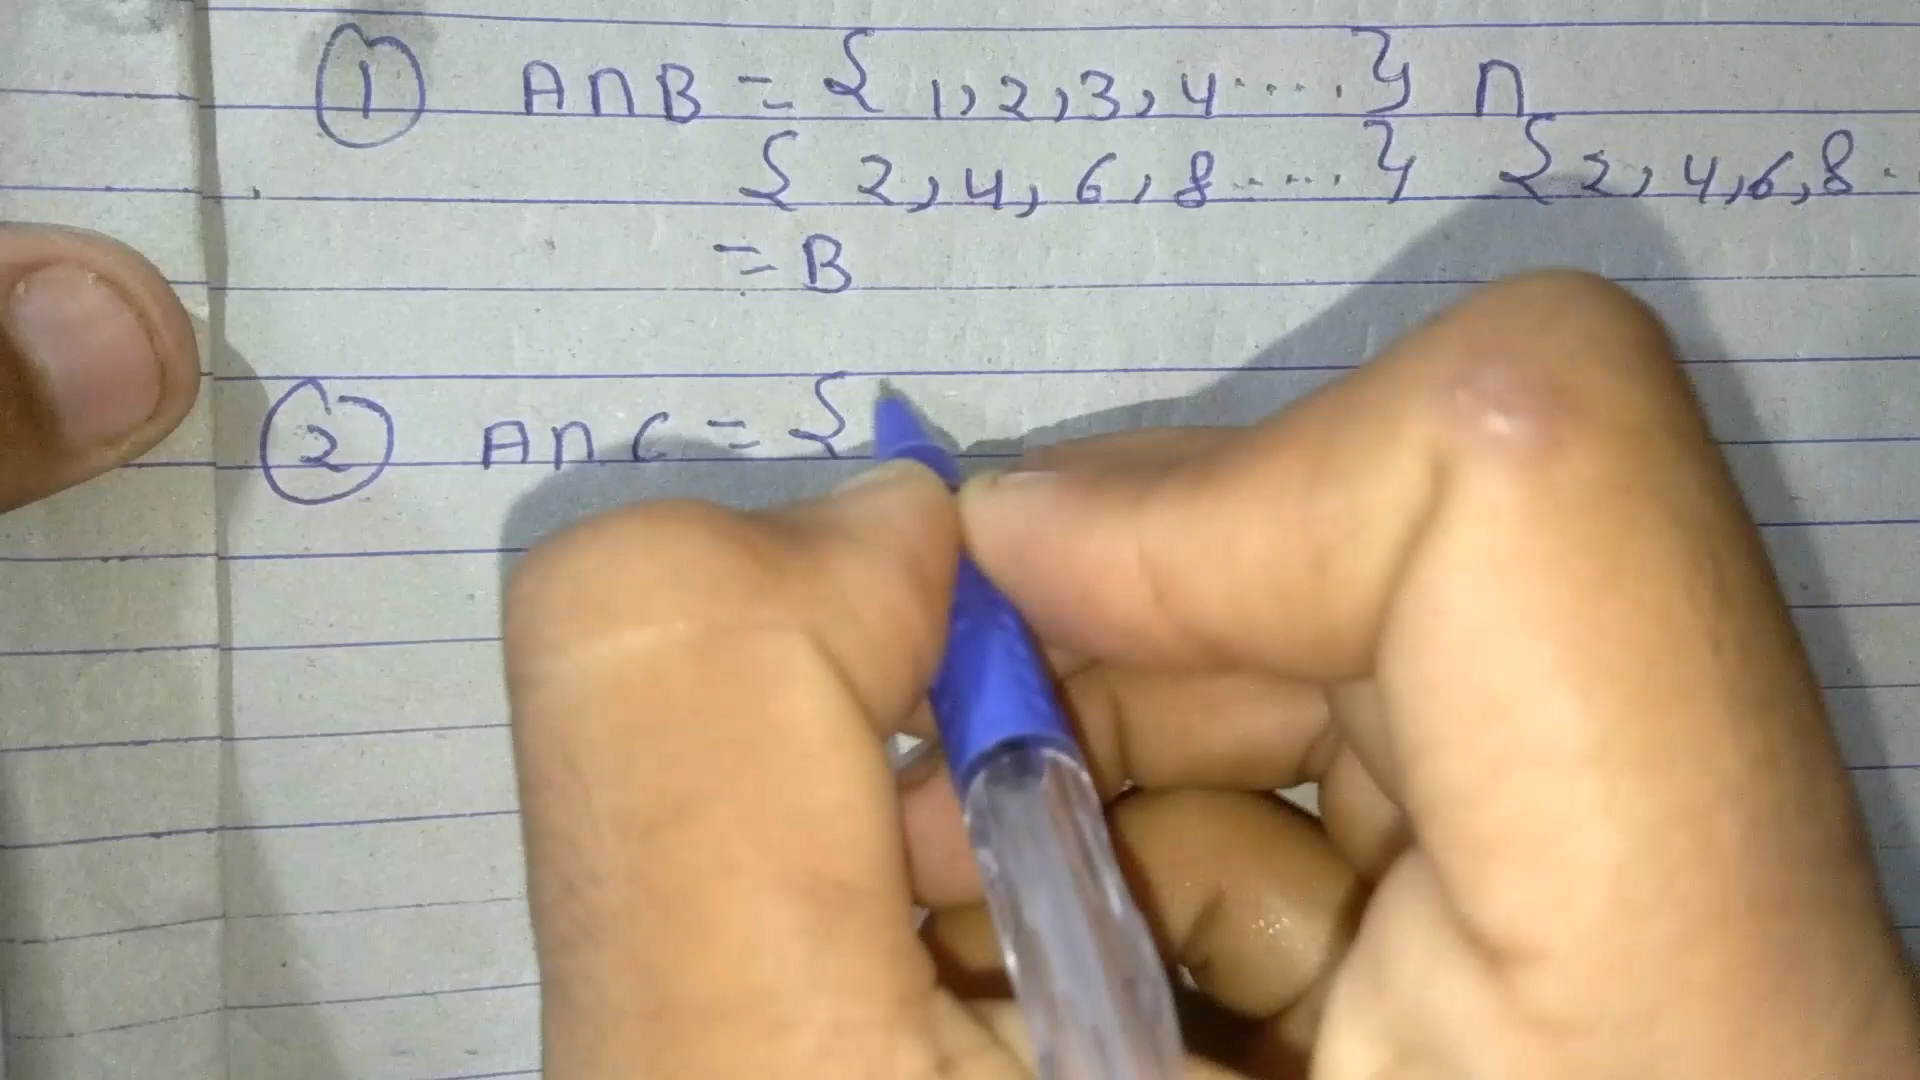 ① A∩B = { 1, 2, 3, 4 ..... } ∩
{ 2, 4, 6, 8 ..... } { 2, 4, 6, 8 ..
= B
② A∩C = {